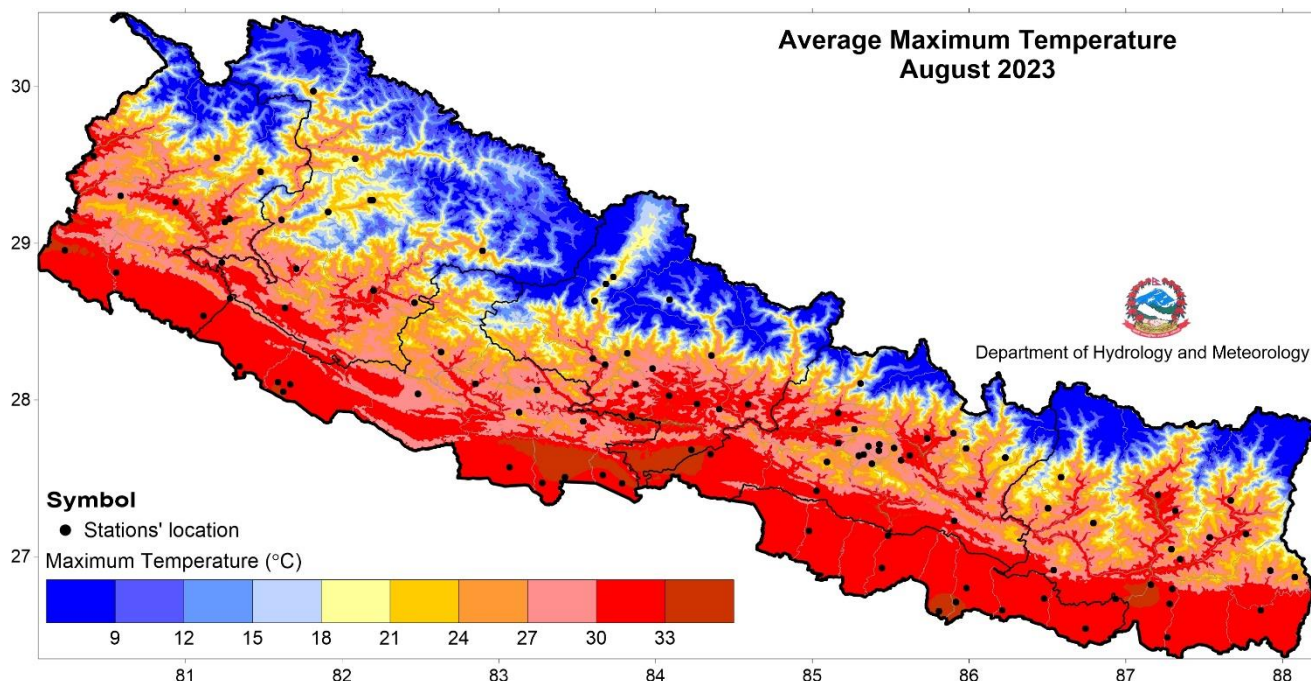 Average Maximum Temperature
August 2023
30
29
28
27
Department of Hydrology and Meteorology
Symbol
Stations' location
Maximum Temperature (°C)
9 12 15 18 21 24 27 30 33
81 82 83 84 85 86 87 88